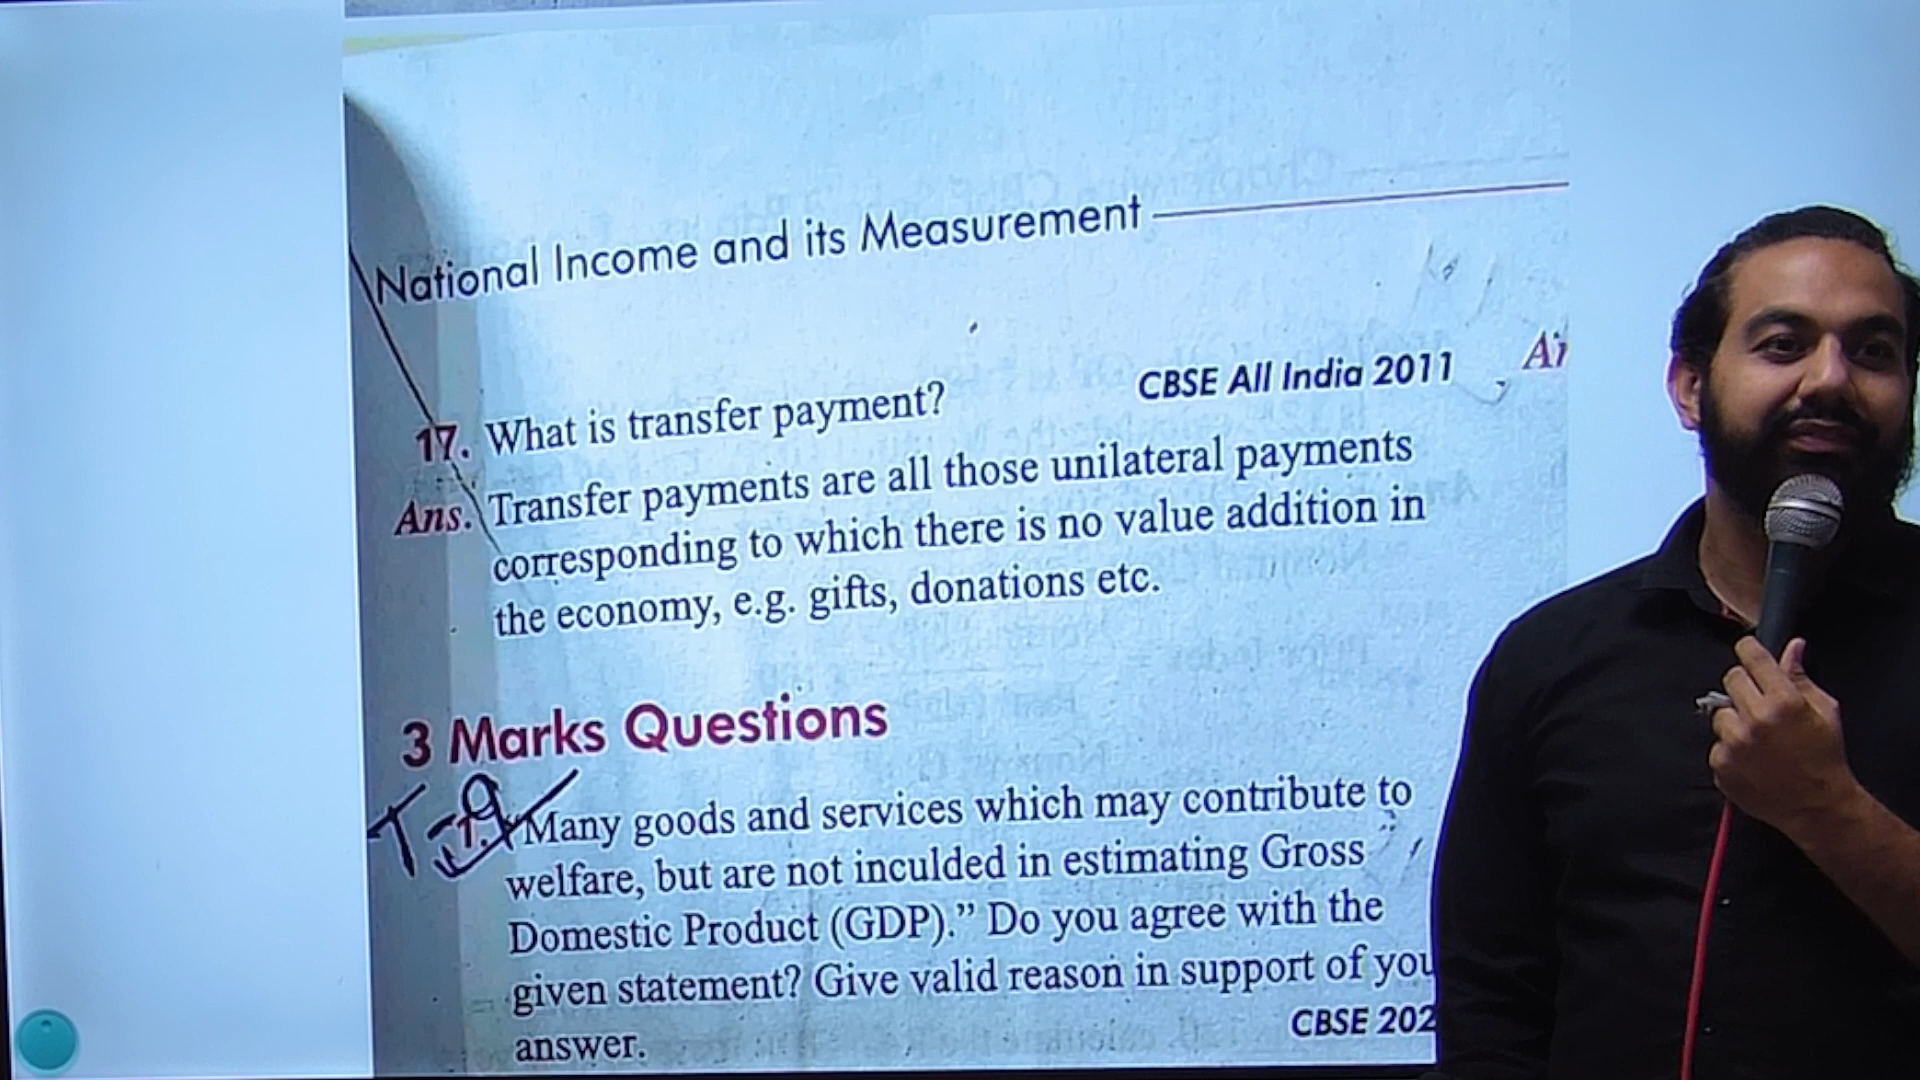 National Income and its Measurement
17. What is transfer payment? CBSE All India 2011
Ans. Transfer payments are all those unilateral payments
corresponding to which there is no value addition in
the economy, e.g. gifts, donations etc.
3 Marks Questions
1. “Many goods and services which may contribute to
welfare, but are not inculded in estimating Gross
Domestic Product (GDP).” Do you agree with the
given statement? Give valid reason in support of you
answer. CBSE 202